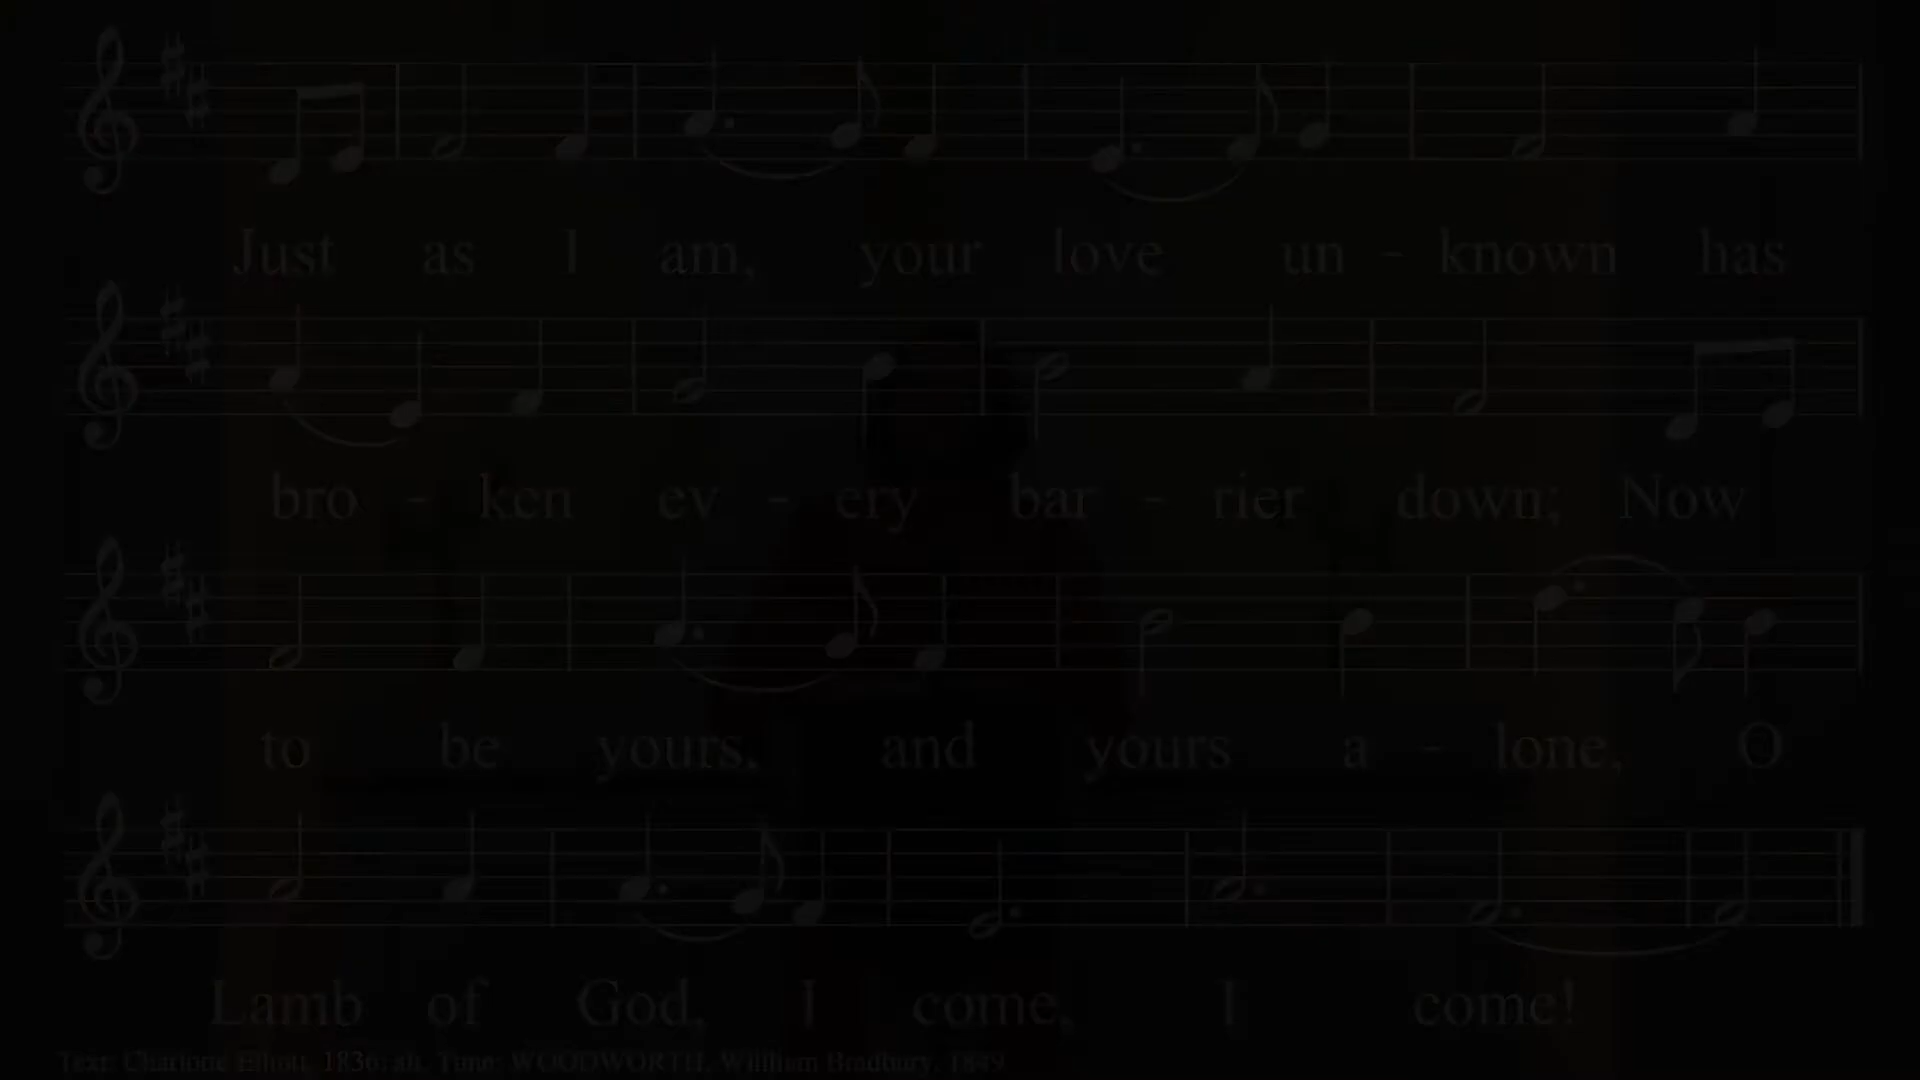 Just as I am, your love un - known has
bro - ken ev - ery bar - rier down; Now
to be yours, and yours a - lone, O
Lamb of God, I come, I come!
Text: Charlotte Elliott, 1836; alt. Tune: WOODWORTH, William Bradbury, 1849